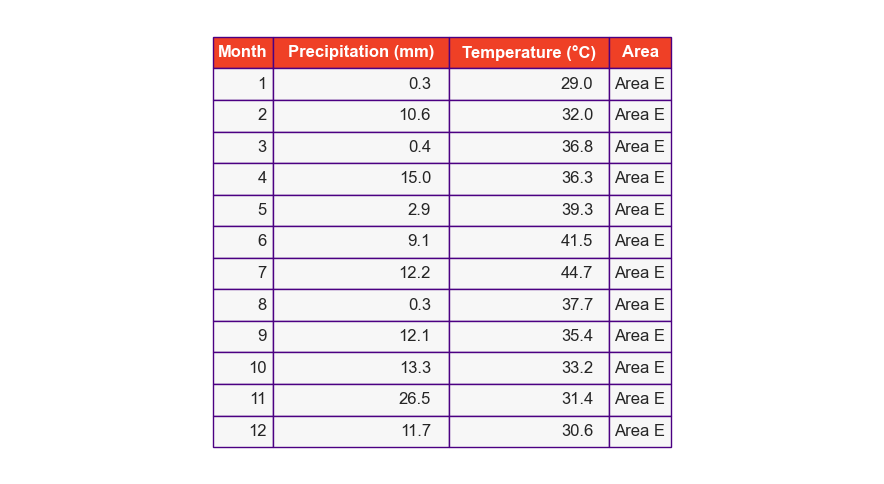 Month Precipitation (mm) Temperature (°C) Area
1 0.3 29.0 Area E
2 10.6 32.0 Area E
3 0.4 36.8 Area E
4 15.0 36.3 Area E
5 2.9 39.3 Area E
6 9.1 41.5 Area E
7 12.2 44.7 Area E
8 0.3 37.7 Area E
9 12.1 35.4 Area E
10 13.3 33.2 Area E
11 26.5 31.4 Area E
12 11.7 30.6 Area E